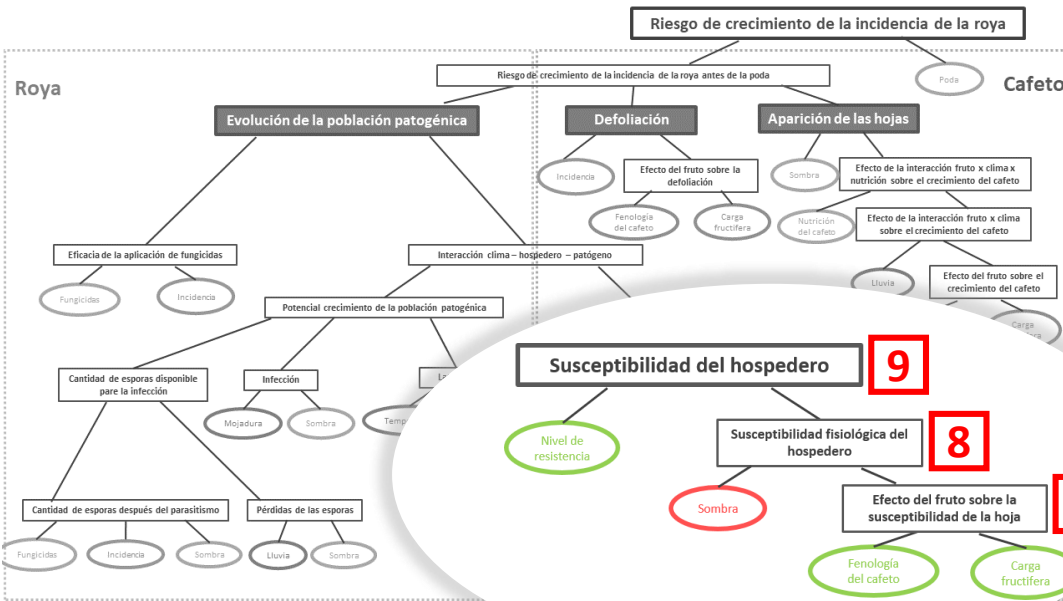 Riesgo de crecimiento de la incidencia de la roya
Roya
Riesgo de crecimiento de la incidencia de la roya antes de la poda
Poda
Cafeto
Evolución de la población patogénica
Defoliación
Aparición de las hojas
Incidencia
Efecto del fruto sobre la
defoliación
Sombra
Efecto de la interacción fruto x clima x
nutrición sobre el crecimiento del cafeto
Fenología
del cafeto
Carga
fructifera
Nutrición
del cafeto
Efecto de la interacción fruto x clima
sobre el crecimiento del cafeto
Eficacia de la aplicación de fungicidas
Interacción clima – hospedero – patógeno
Fungicidas
Incidencia
Lluvia
Efecto del fruto sobre el
crecimiento del cafeto
Carga
Potencial crecimiento de la población patogénica
Cantidad de esporas disponible
pare la infección
Infección
La
Mojadura
Sombra
Temp
Susceptibilidad del hospedero
9
Nivel de
resistencia
Susceptibilidad fisiológica del
hospedero
8
Sombra
Efecto del fruto sobre la
susceptibilidad de la hoja
Fenología
del cafeto
Carga
fructifera
Cantidad de esporas después del parasitismo
Pérdidas de las esporas
Fungicidas
Incidencia
Sombra
Lluvia
Sombra